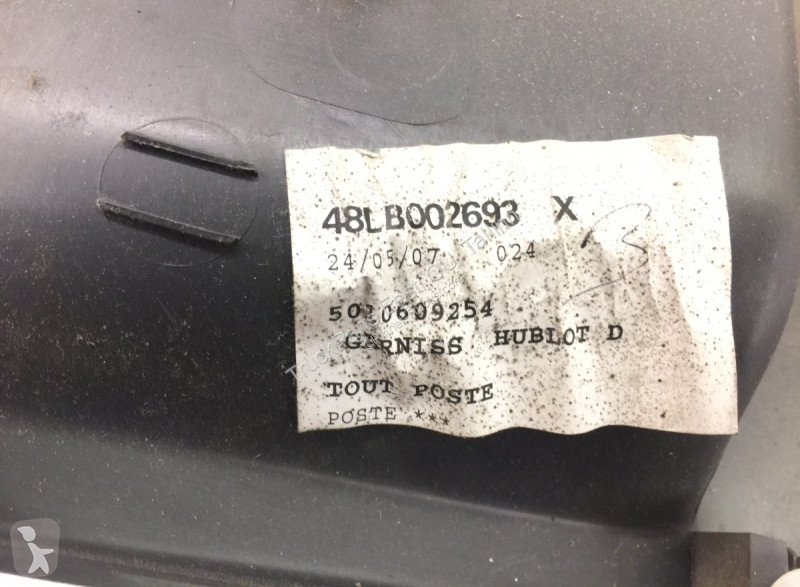 48LB002693 X
24/05/07 024
5010609254
GARNISS HUBLOT D
TOUT POSTE
POSTE ***